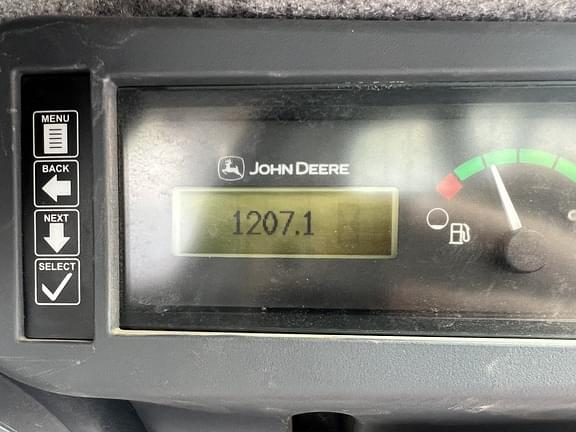 MENU
BACK
NEXT
SELECT
JOHN DEERE
1207.1